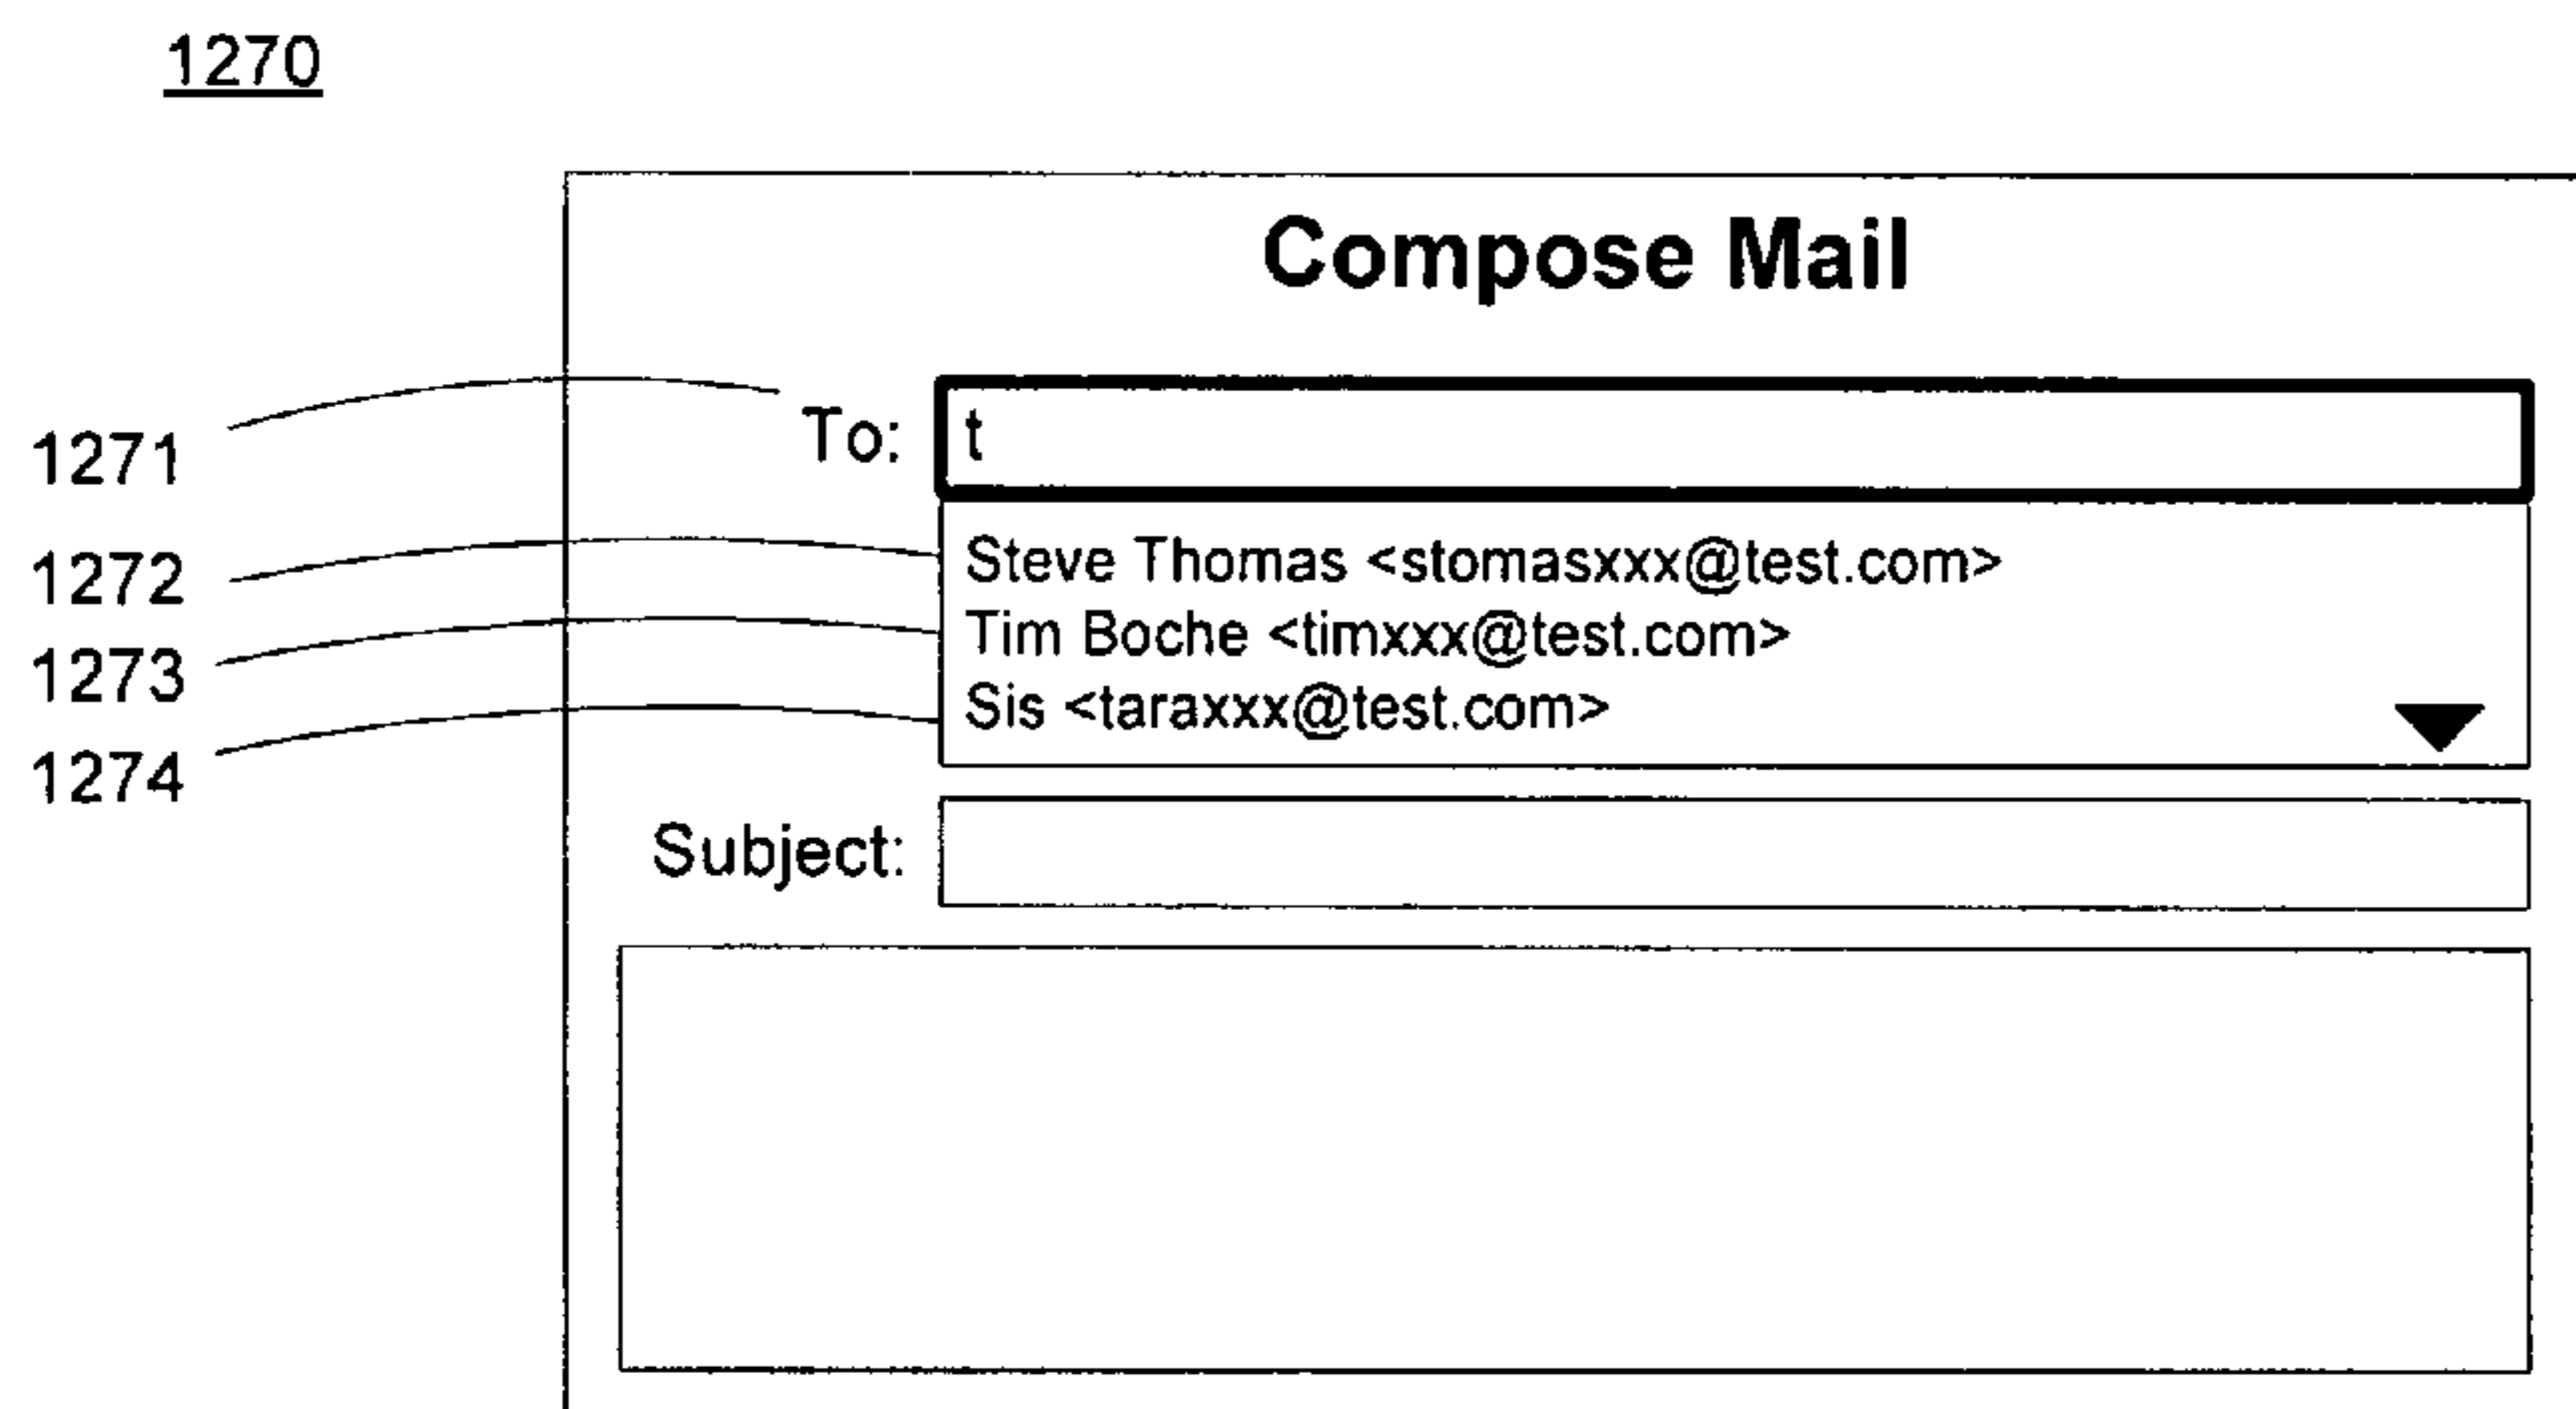 1270
Compose Mail
1271
To: t
1272
Steve Thomas <stomasxxx@test.com>
1273
Tim Boche <timxxx@test.com>
1274
Sis <taraxxx@test.com>
Subject: